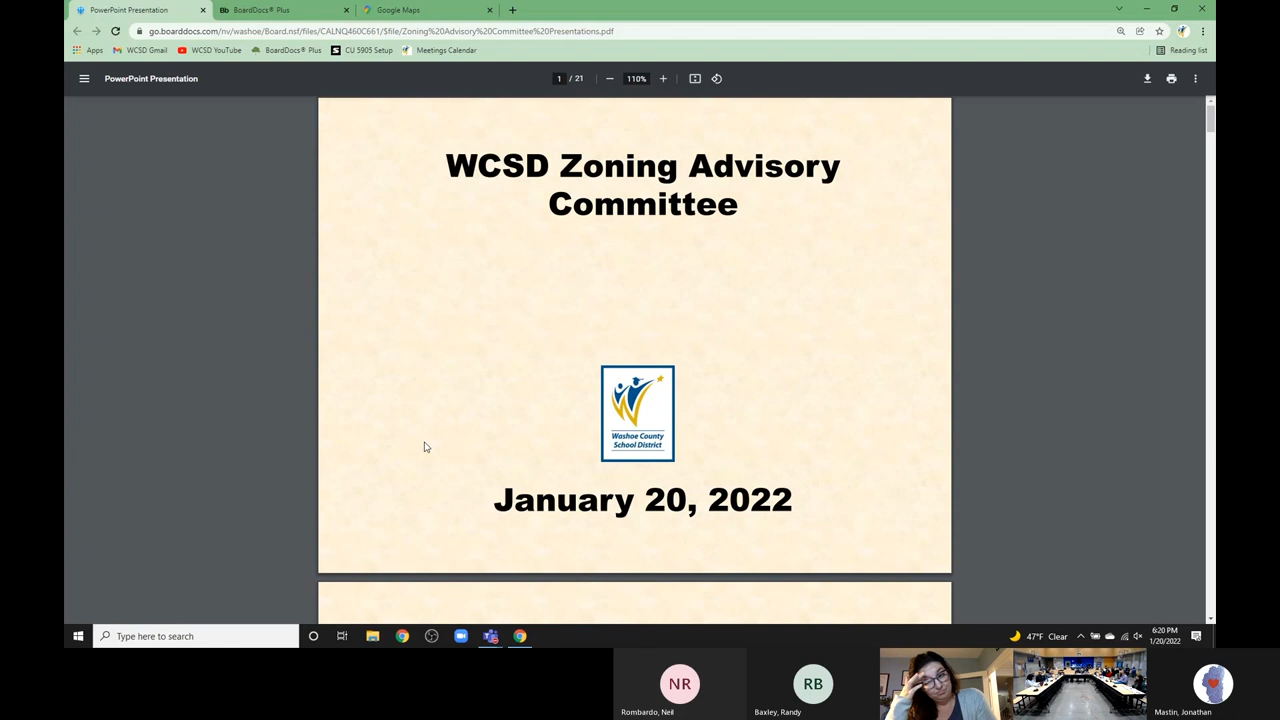 PowerPoint Presentation
BoardDocs® Plus
Google Maps
go.boarddocs.com/nv/washoe/Board.nsf/files/CALNQ460C661/$file/Zoning%20Advisory%20Committee%20Presentations.pdf
Apps
WCSD Gmail
WCSD YouTube
BoardDocs® Plus
CU 5905 Setup
Meetings Calendar
Reading list
PowerPoint Presentation
1 / 21
110%
WCSD Zoning Advisory
Committee
Washoe County
School District
January 20, 2022
Type here to search
47°F Clear
6:20 PM
1/20/2022
NR
Rombardo, Neil
RB
Baxley, Randy
Mastin, Jonathan